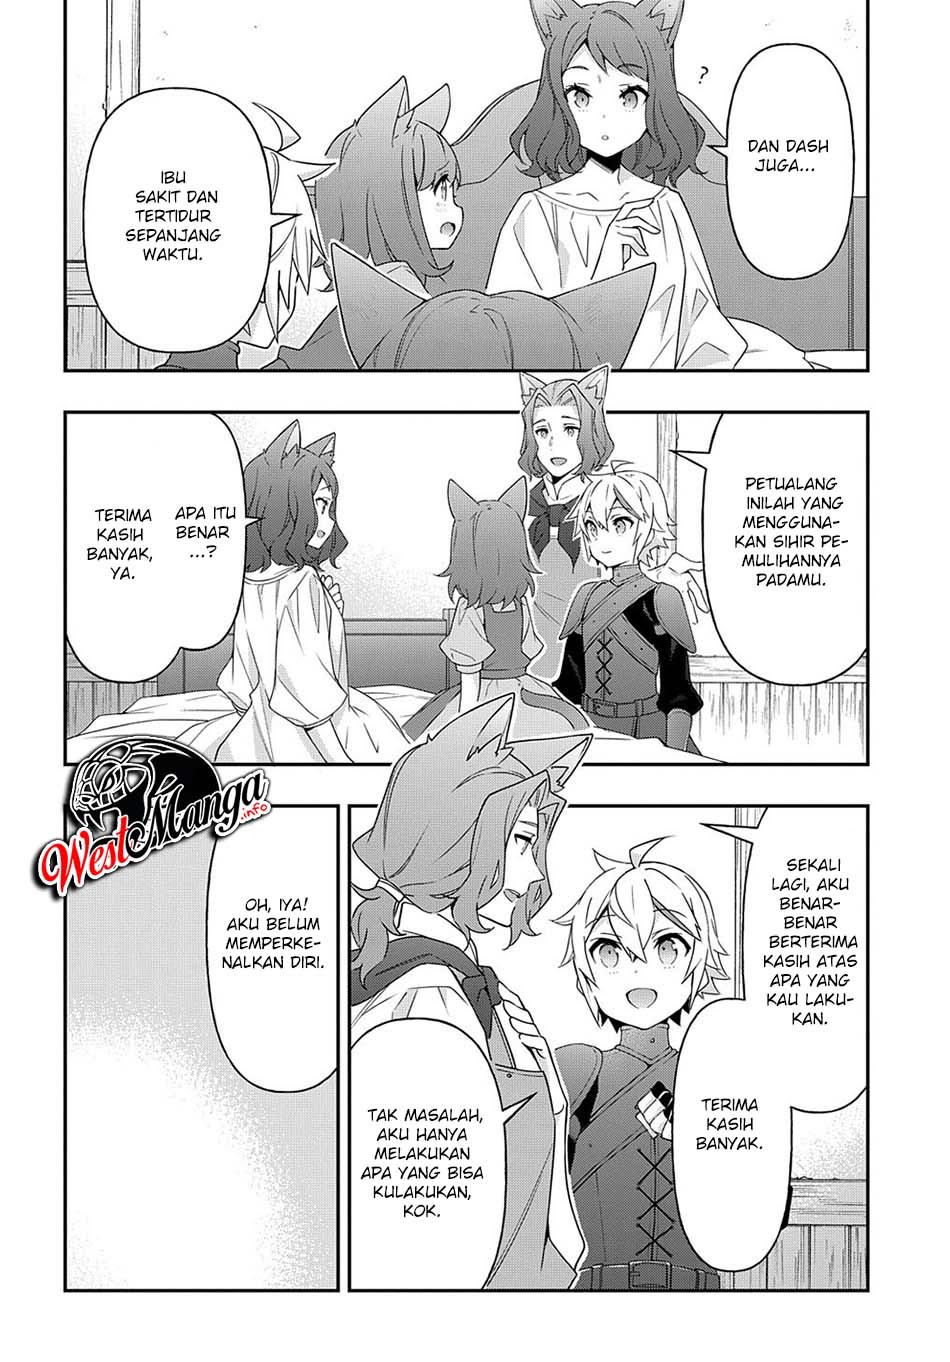 ?
DAN DASH
JUGA...
IBU
SAKIT DAN
TERTIDUR
SEPANJANG
WAKTU.
PETUALANG
INILAH YANG
MENGGUNA-
KAN SIHIR PE-
MULIHANNYA
PADAMU.
APA ITU
BENAR
...?
TERIMA
KASIH
BANYAK,
YA.
SEKALI
LAGI, AKU
BENAR-
BENAR
BERTERIMA
KASIH ATAS
APA YANG
KAU LAKU-
KAN.
TERIMA
KASIH
BANYAK.
TAK MASALAH,
AKU HANYA
MELAKUKAN
APA YANG BISA
KULAKUKAN,
KOK.
OH, IYA!
AKU BELUM
MEMPERKE-
NALKAN DIRI.
WestManga
.info